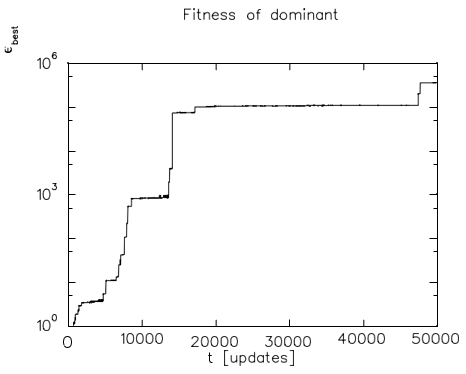 Fitness of dominant
ϵ_best
10^6
10^3
10^0
0 10000 20000 30000 40000 50000
t [updates]